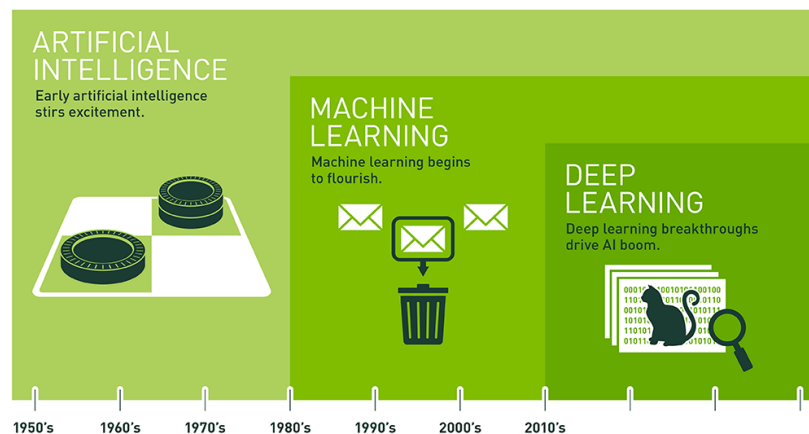 ARTIFICIAL
INTELLIGENCE
Early artificial intelligence
stirs excitement.
MACHINE
LEARNING
Machine learning begins
to flourish.
DEEP
LEARNING
Deep learning breakthroughs
drive AI boom.
1950's 1960's 1970's 1980's 1990's 2000's 2010's